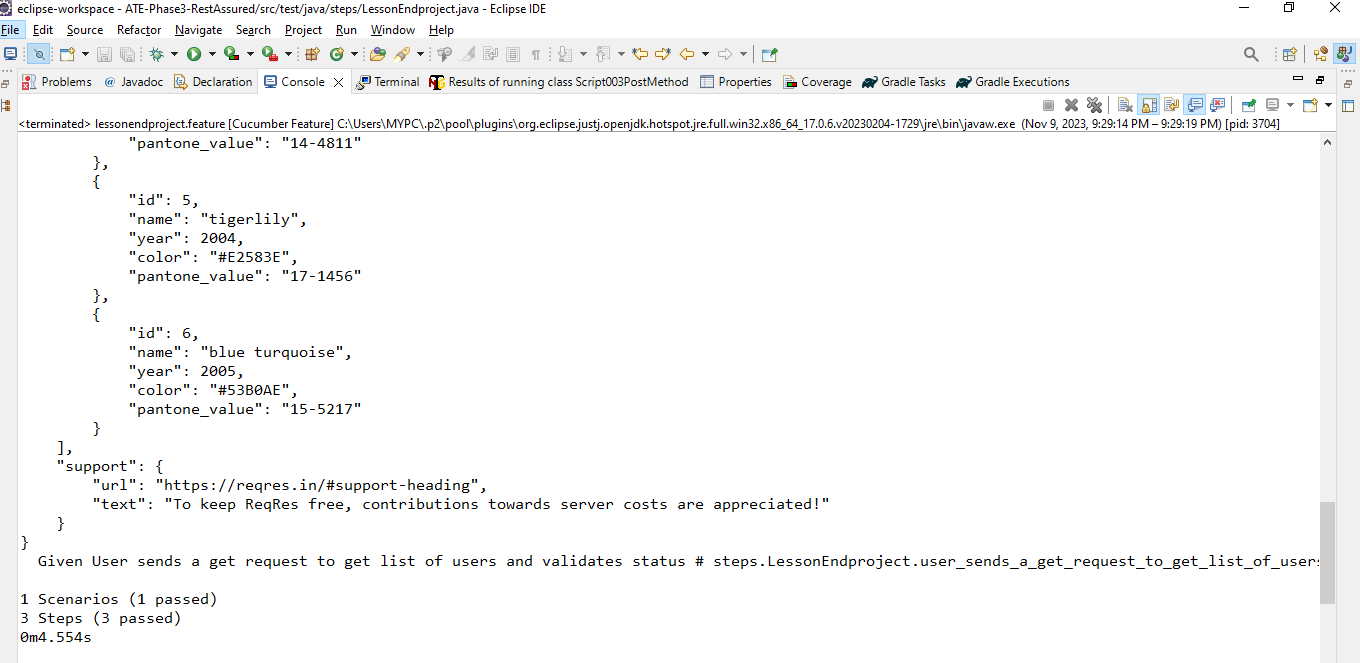 eclipse-workspace - ATE-Phase3-RestAssured/src/test/java/steps/LessonEndproject.java - Eclipse IDE
File Edit Source Refactor Navigate Search Project Run Window Help
Problems @ Javadoc Declaration Console Terminal Results of running class Script003PostMethod Properties Coverage Gradle Tasks Gradle Executions
<terminated> lessonendproject.feature [Cucumber Feature] C:\Users\MYPC\.p2\pool\plugins\org.eclipse.justj.openjdk.hotspot.jre.full.win32.x86_64_17.0.6.v20230204-1729\jre\bin\javaw.exe (Nov 9, 2023, 9:29:14 PM – 9:29:19 PM) [pid: 3704]
            "pantone_value": "14-4811"
        },
        {
            "id": 5,
            "name": "tigerlily",
            "year": 2004,
            "color": "#E2583E",
            "pantone_value": "17-1456"
        },
        {
            "id": 6,
            "name": "blue turquoise",
            "year": 2005,
            "color": "#53B0AE",
            "pantone_value": "15-5217"
        }
    ],
    "support": {
        "url": "https://reqres.in/#support-heading",
        "text": "To keep ReqRes free, contributions towards server costs are appreciated!"
    }
}
  Given User sends a get request to get list of users and validates status # steps.LessonEndproject.user_sends_a_get_request_to_get_list_of_users
1 Scenarios (1 passed)
3 Steps (3 passed)
0m4.554s